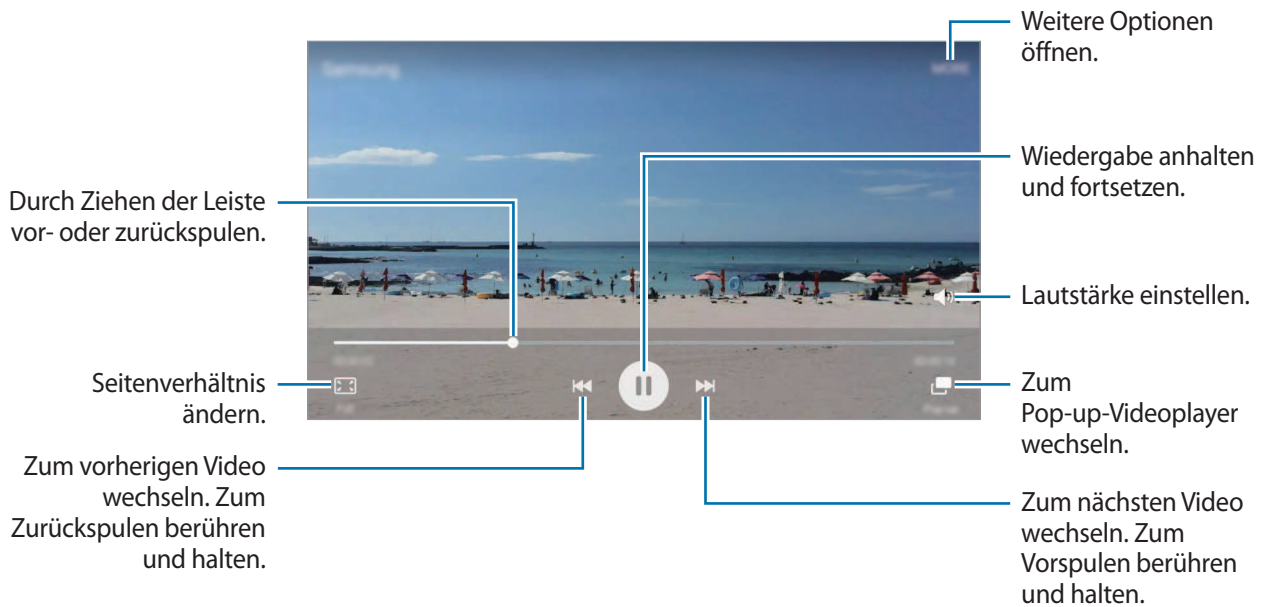 Weitere Optionen
öffnen.
Wiedergabe anhalten
und fortsetzen.
Durch Ziehen der Leiste
vor- oder zurückspulen.
Lautstärke einstellen.
Seitenverhältnis
ändern.
Zum
Pop-up-Videoplayer
wechseln.
Zum vorherigen Video
wechseln. Zum
Zurückspulen berühren
und halten.
Zum nächsten Video
wechseln. Zum
Vorspulen berühren
und halten.